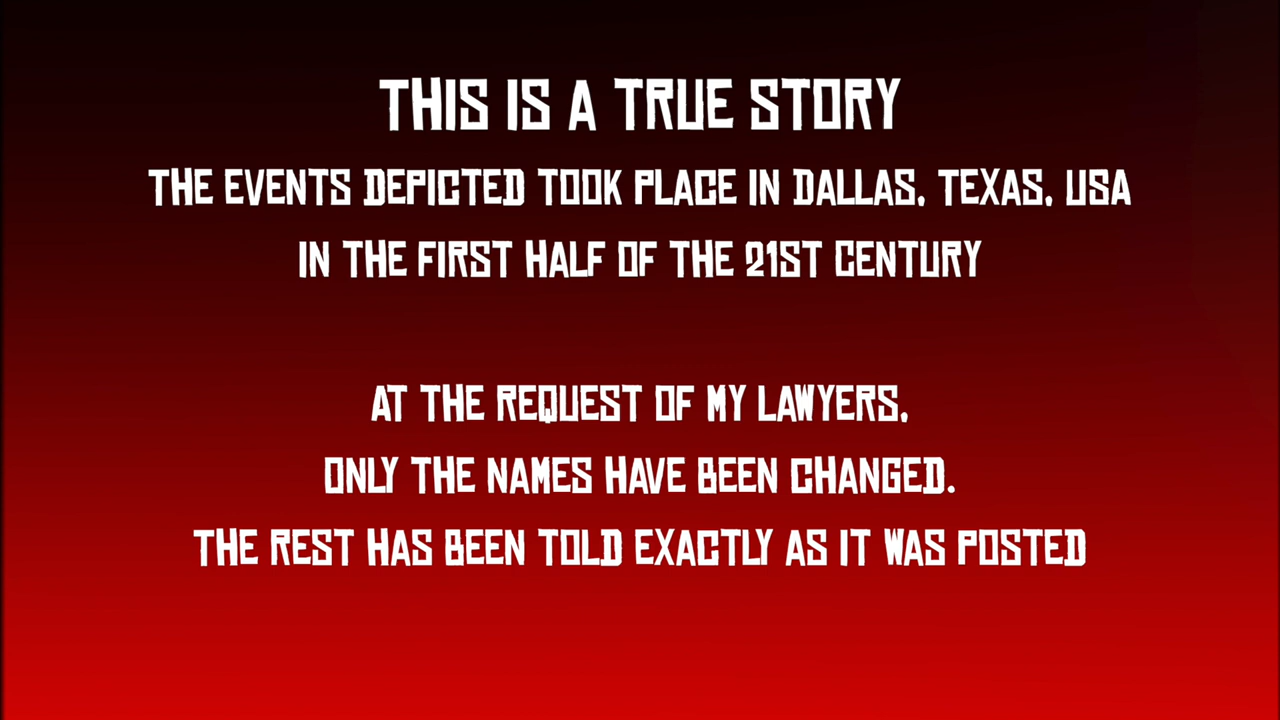 THIS IS A TRUE STORY
THE EVENTS DEPICTED TOOK PLACE IN DALLAS, TEXAS, USA
IN THE FIRST HALF OF THE 21ST CENTURY
AT THE REQUEST OF MY LAWYERS,
ONLY THE NAMES HAVE BEEN CHANGED.
THE REST HAS BEEN TOLD EXACTLY AS IT WAS POSTED